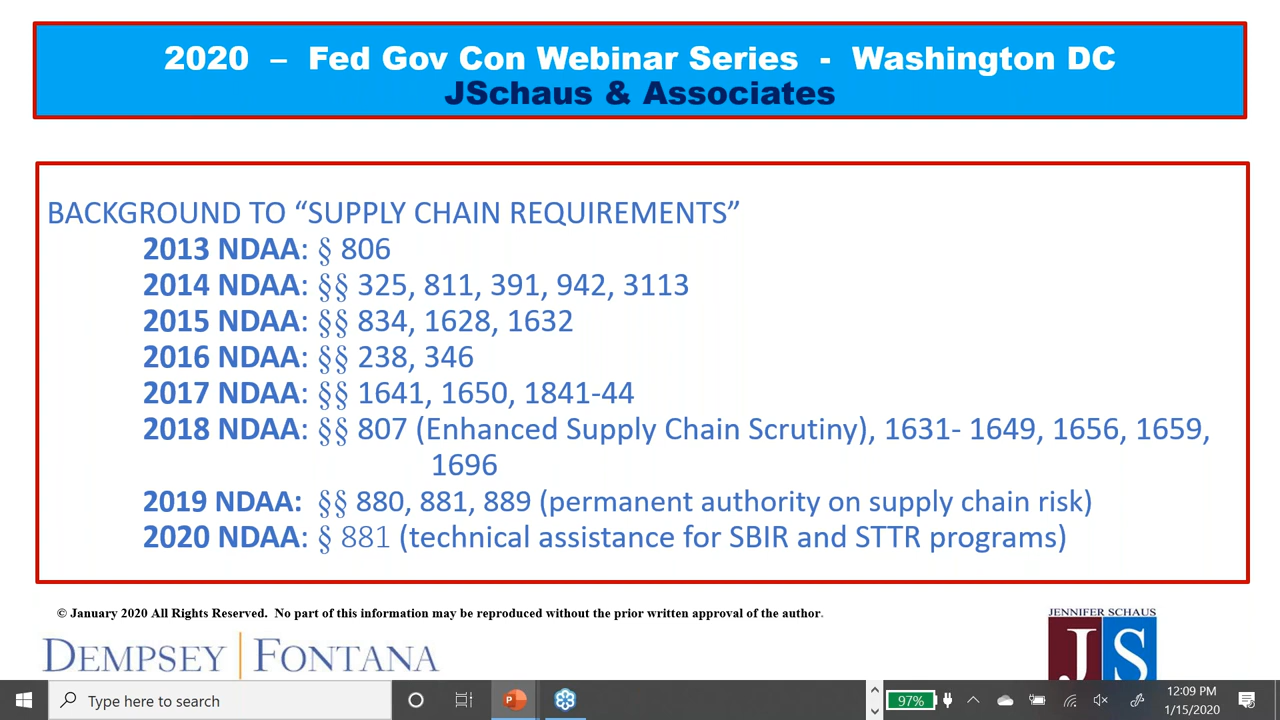 2020 – Fed Gov Con Webinar Series - Washington DC
JSchaus & Associates
BACKGROUND TO “SUPPLY CHAIN REQUIREMENTS”
2013 NDAA: § 806
2014 NDAA: §§ 325, 811, 391, 942, 3113
2015 NDAA: §§ 834, 1628, 1632
2016 NDAA: §§ 238, 346
2017 NDAA: §§ 1641, 1650, 1841-44
2018 NDAA: §§ 807 (Enhanced Supply Chain Scrutiny), 1631- 1649, 1656, 1659,
1696
2019 NDAA: §§ 880, 881, 889 (permanent authority on supply chain risk)
2020 NDAA: § 881 (technical assistance for SBIR and STTR programs)
© January 2020 All Rights Reserved. No part of this information may be reproduced without the prior written approval of the author.
DEMPSEY FONTANA
JENNIFER SCHAUS
JS
Type here to search
97%
12:09 PM
1/15/2020